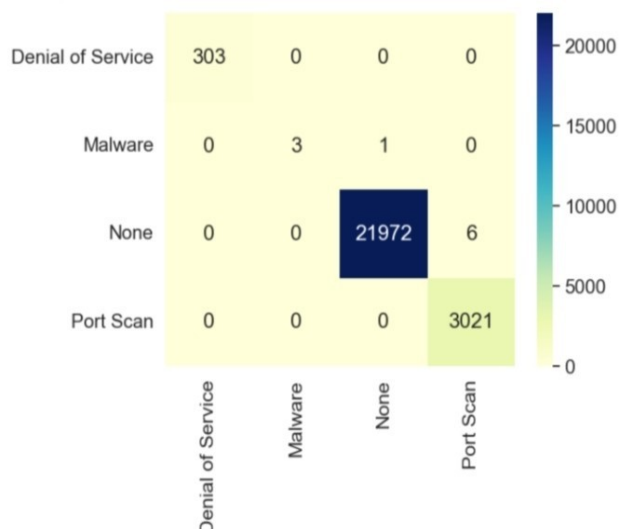 Denial of Service 303 0 0 0
Malware 0 3 1 0
None 0 0 21972 6
Port Scan 0 0 0 3021
Denial of Service
Malware
None
Port Scan
20000
15000
10000
5000
0